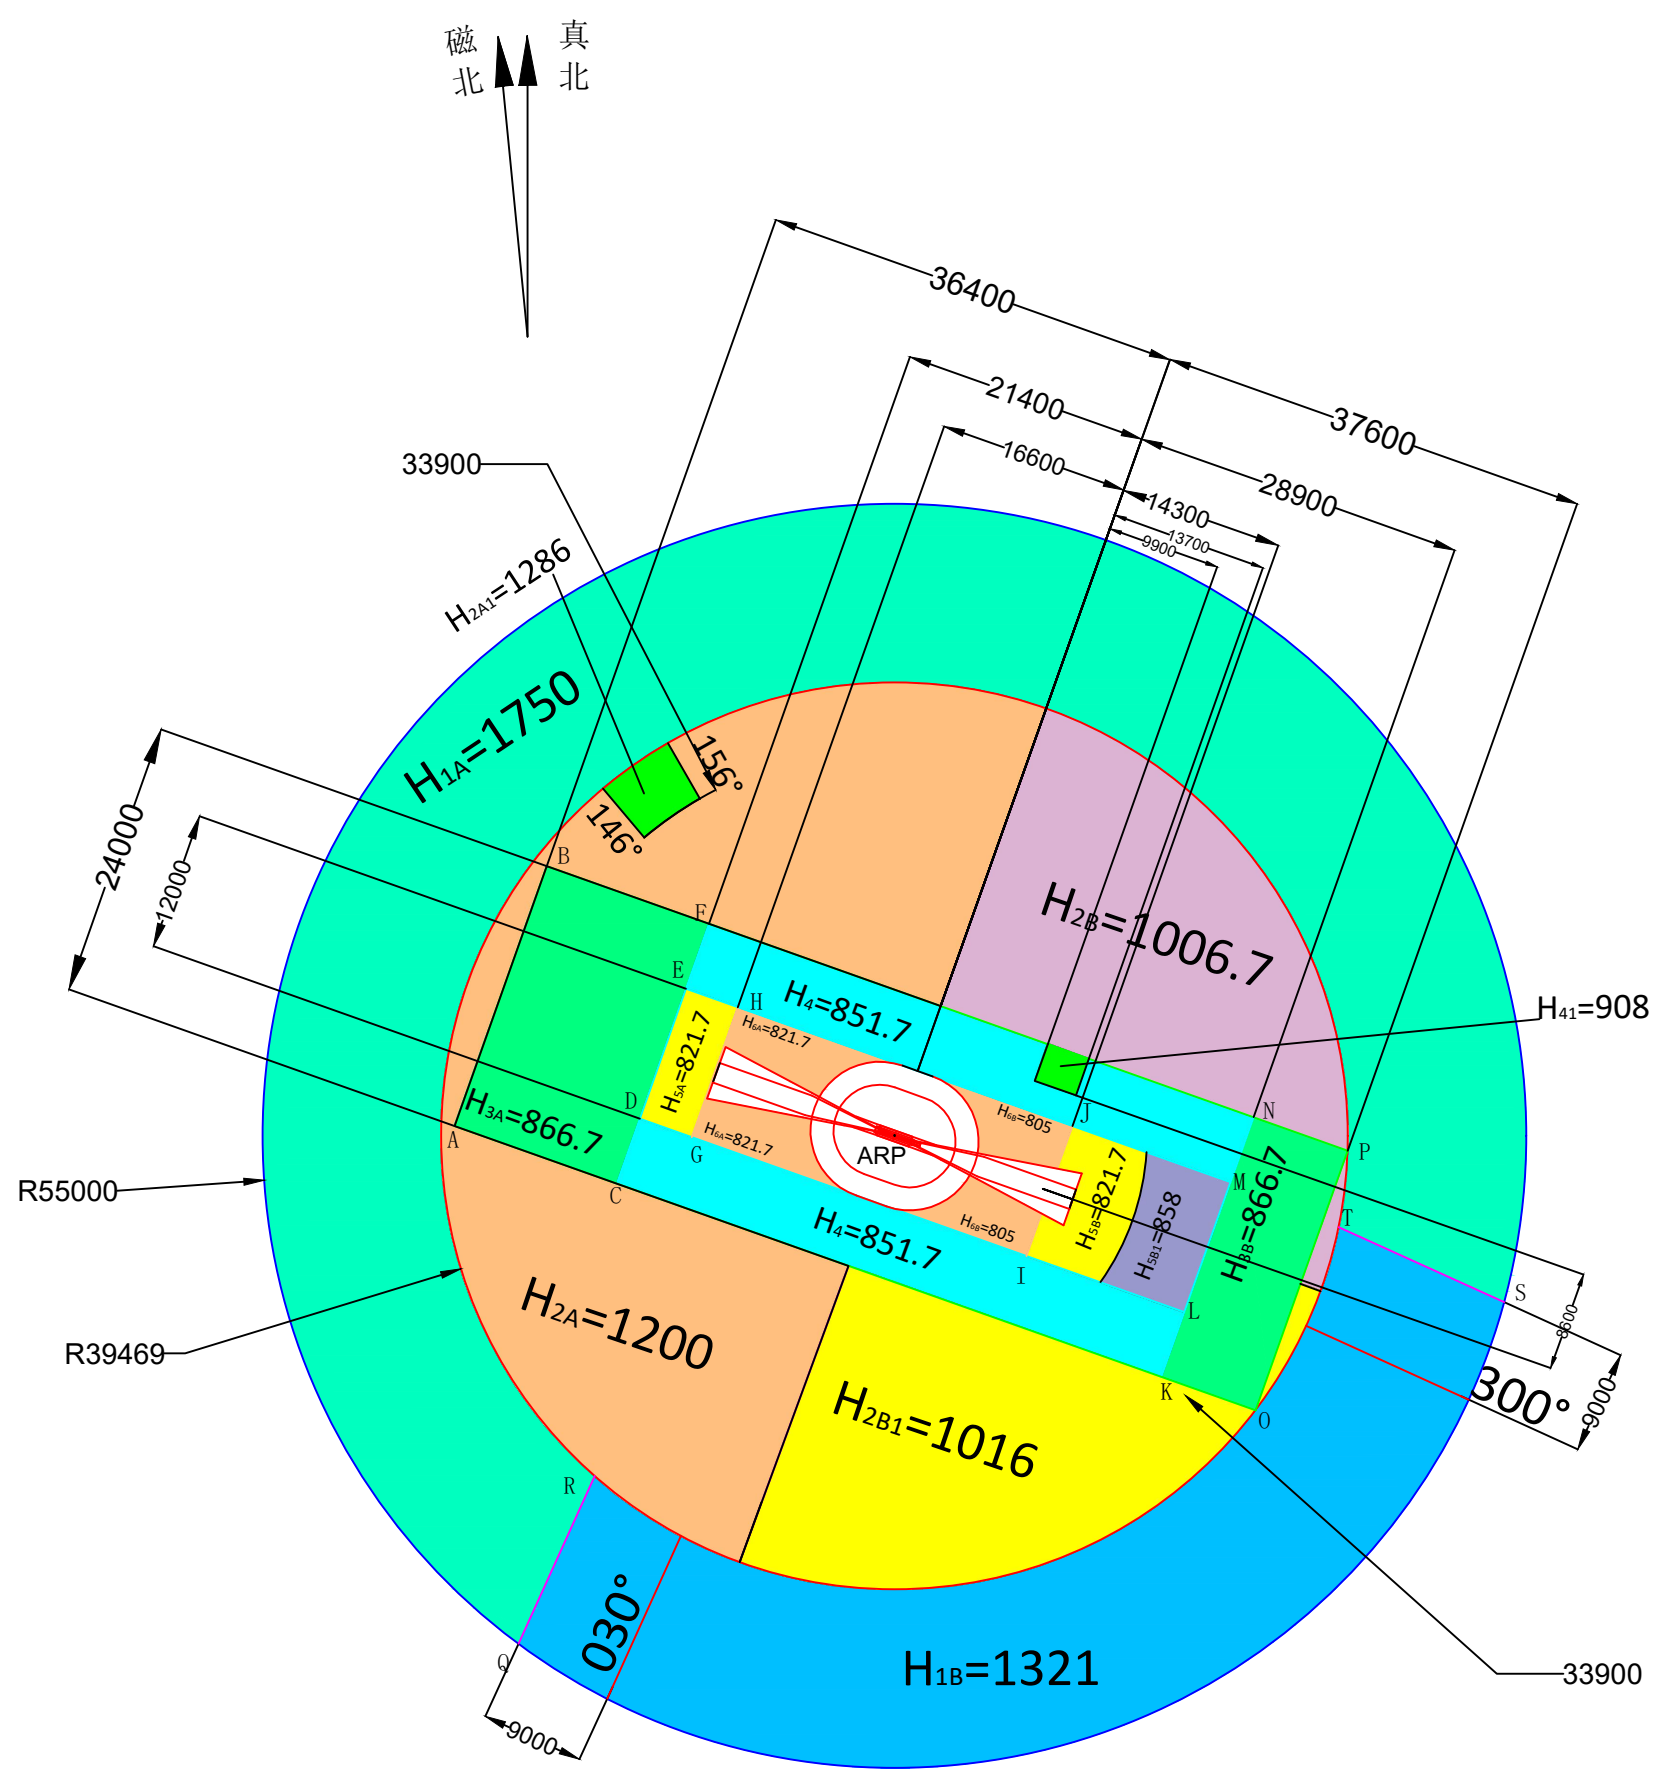 磁北
真北
36400
21400
37600
16600
28900
14300
13700
9900
33900
H2A1=1286
H1A=1750
156°
146°
24000
12000
B
F
E
H
H4=851.7
H2B=1006.7
H41=908
H6A=821.7
H5A=821.7
D
H3A=866.7
A
G
H6A=821.7
C
ARP
H6B=805
J
N
P
M
H5B=821.7
H5B1=858
H3B=866.7
T
S
H6B=805
H4=851.7
I
L
8600
R55000
R39469
H2A=1200
H2B1=1016
K
O
300°
9000
R
030°
Q
9000
H1B=1321
33900